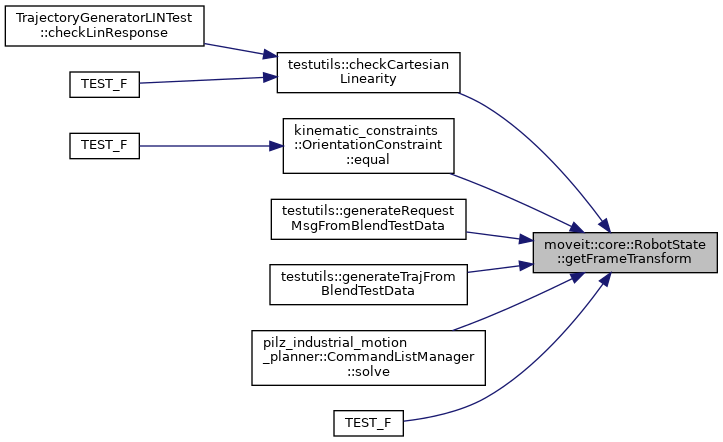 TrajectoryGeneratorLINTest
::checkLinResponse
TEST_F
testutils::checkCartesian
Linearity
TEST_F
kinematic_constraints
::OrientationConstraint
::equal
testutils::generateRequest
MsgFromBlendTestData
moveit::core::RobotState
::getFrameTransform
testutils::generateTrajFrom
BlendTestData
pilz_industrial_motion
_planner::CommandListManager
::solve
TEST_F